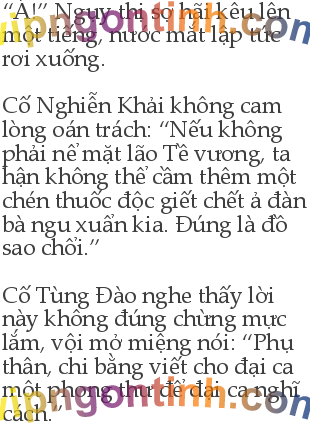 “À!” Ngụy thị sợ hãi kêu lên
một tiếng, nước mắt lập tức
rơi xuống.
Cố Nghiễn Khải không cam
lòng oán trách: “Nếu không
phải nể mặt lão Tề vương, ta
hận không thể cầm thêm một
chén thuốc độc giết chết ả đàn
bà ngu xuẩn kia. Đúng là đồ
sao chổi.”
Cố Tùng Đào nghe thấy lời
này không đúng chừng mực
lắm, vội mở miệng nói: “Phụ
thân, chi bằng viết cho đại ca
một phong thư để đại ca nghĩ
cách.”
vipngontinh.com
vipngontinh.com